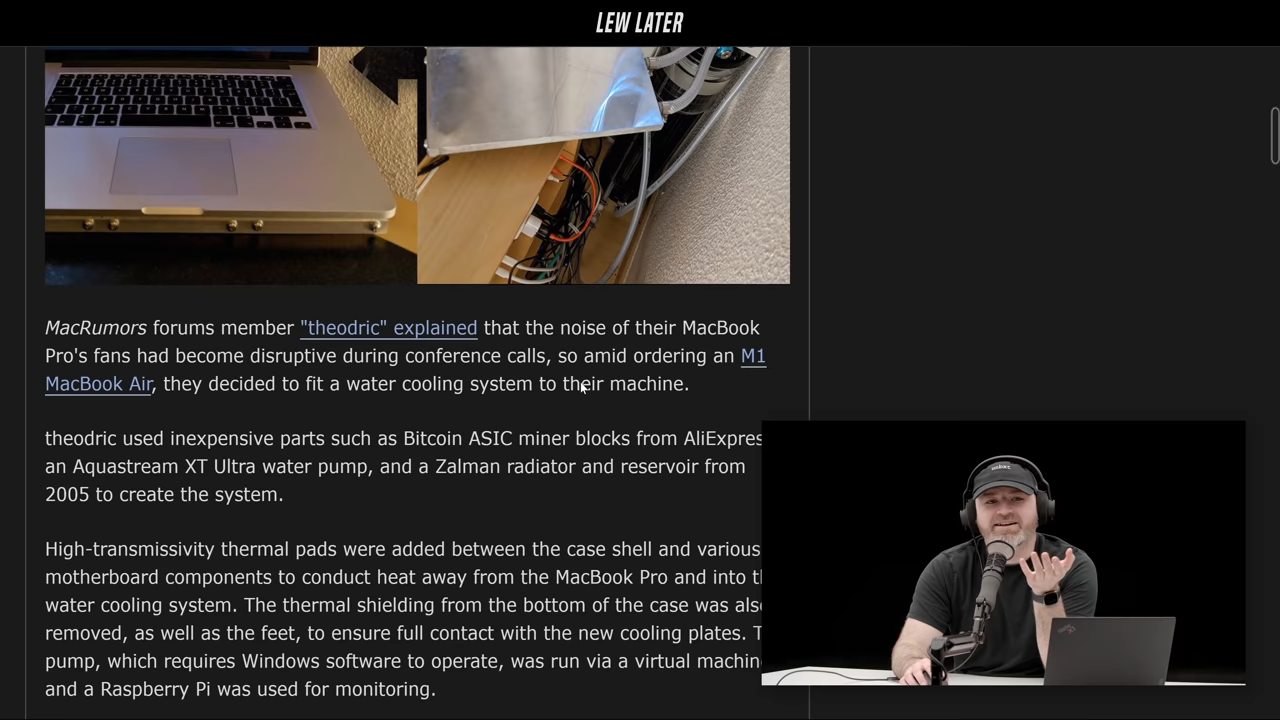 LEW LATER
MacRumors forums member "theodric" explained that the noise of their MacBook
Pro's fans had become disruptive during conference calls, so amid ordering an M1
MacBook Air, they decided to fit a water cooling system to their machine.
theodric used inexpensive parts such as Bitcoin ASIC miner blocks from
an Aquastream XT Ultra water pump, and a Zalman radiator and reservoir from
2005 to create the system.
High-transmissivity thermal pads were added between the case shell and various
motherboard components to conduct heat away from the MacBook Pro and into
water cooling system. The thermal shielding from the bottom of the case was
removed, as well as the feet, to ensure full contact with the new cooling plates.
pump, which requires Windows software to operate, was run via a virtual
and a Raspberry Pi was used for monitoring.